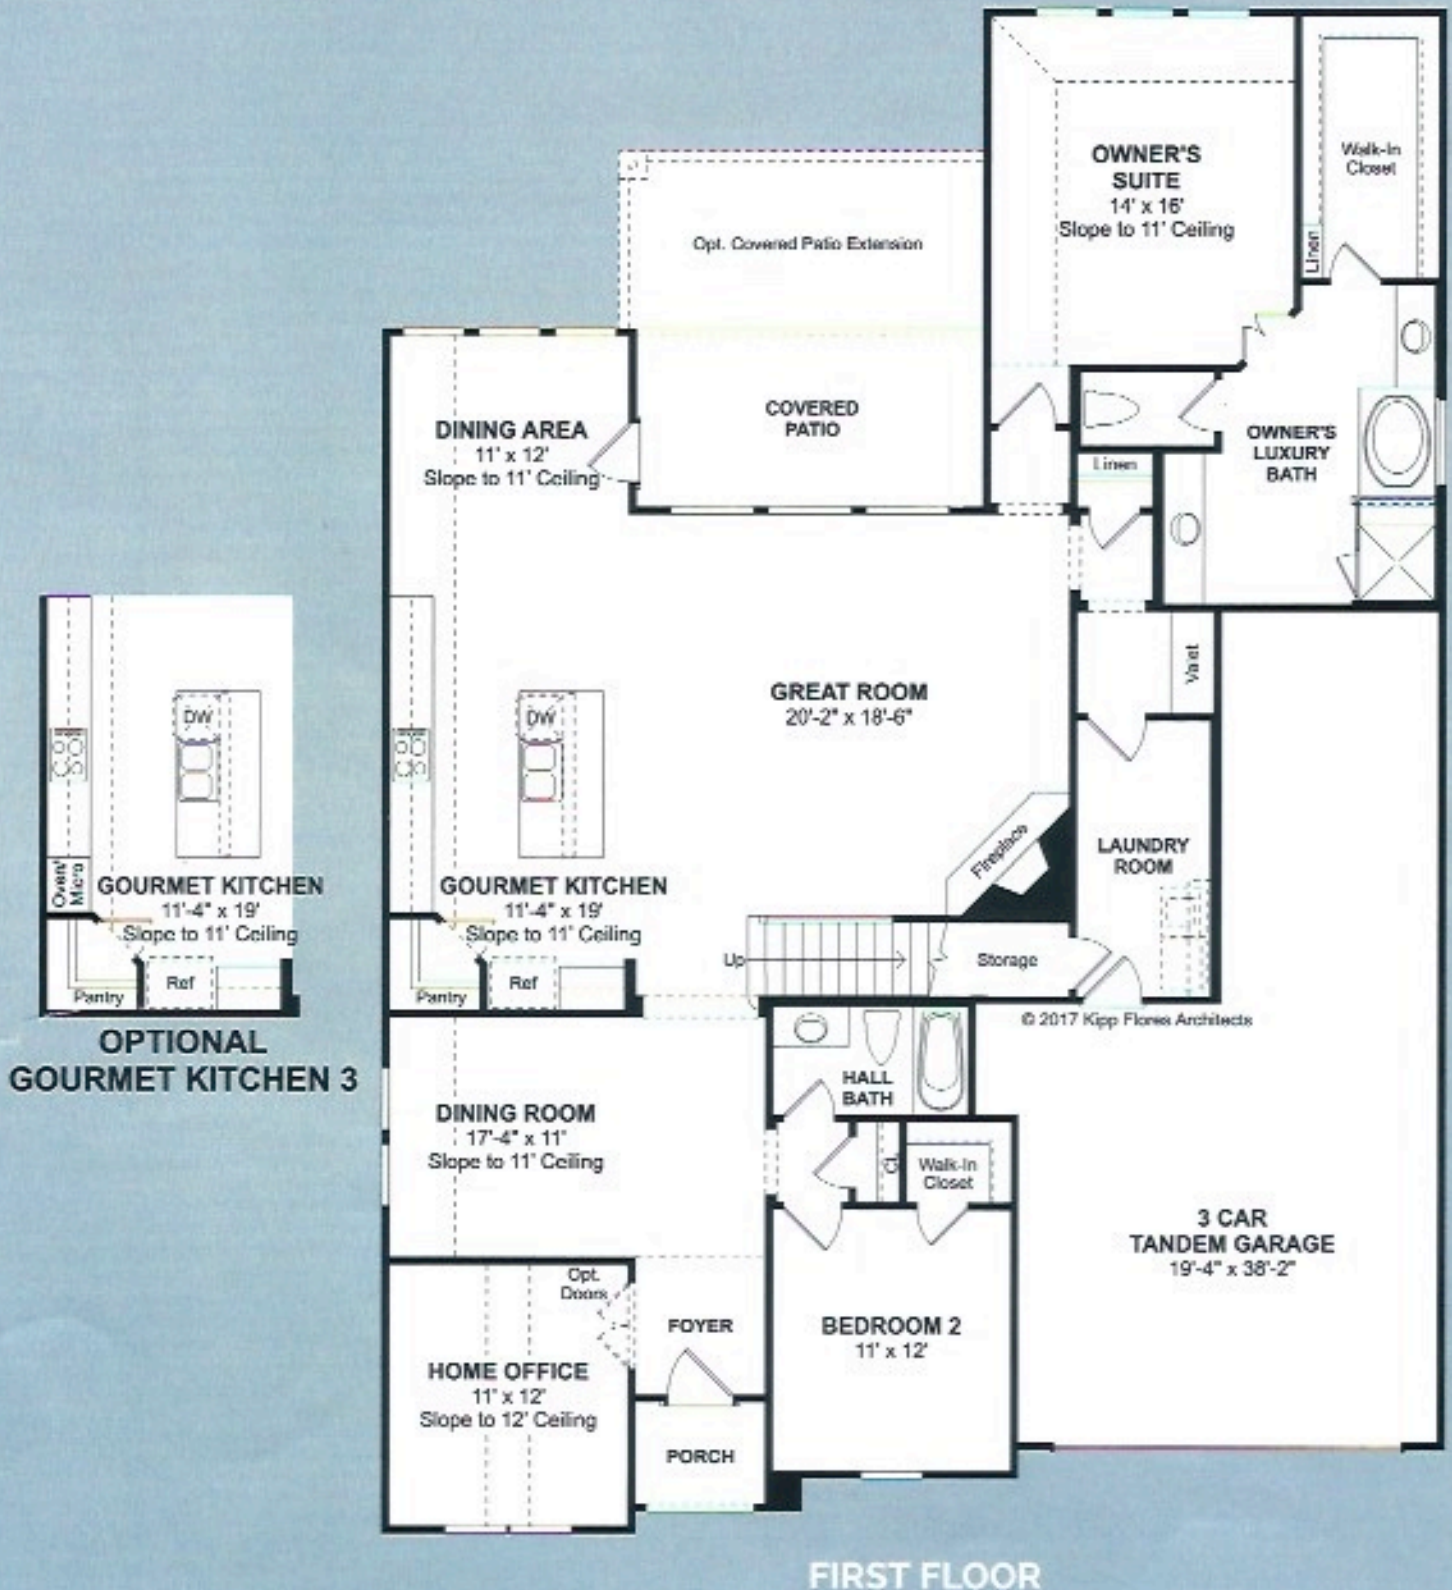 OWNER'S
SUITE
14' x 16'
Slope to 11' Ceiling
Walk-In
Closet
Linen
Opt. Covered Patio Extension
COVERED
PATIO
DINING AREA
11' x 12'
Slope to 11' Ceiling
OWNER'S
LUXURY
BATH
Linen
Valet
GREAT ROOM
20'-2" x 18'-6"
DW
DW
Fireplace
LAUNDRY
ROOM
Oven/
Micro
GOURMET KITCHEN
11'-4" x 19'
Slope to 11' Ceiling
GOURMET KITCHEN
11'-4" x 19'
Slope to 11' Ceiling
Up
Storage
Pantry
Ref
Pantry
Ref
OPTIONAL
GOURMET KITCHEN 3
© 2017 Kipp Flores Architects
HALL
BATH
DINING ROOM
17'-4" x 11'
Slope to 11' Ceiling
CL
Walk-In
Closet
3 CAR
TANDEM GARAGE
19'-4" x 38'-2"
Opt.
Doors
FOYER
BEDROOM 2
11' x 12'
HOME OFFICE
11' x 12'
Slope to 12' Ceiling
PORCH
FIRST FLOOR